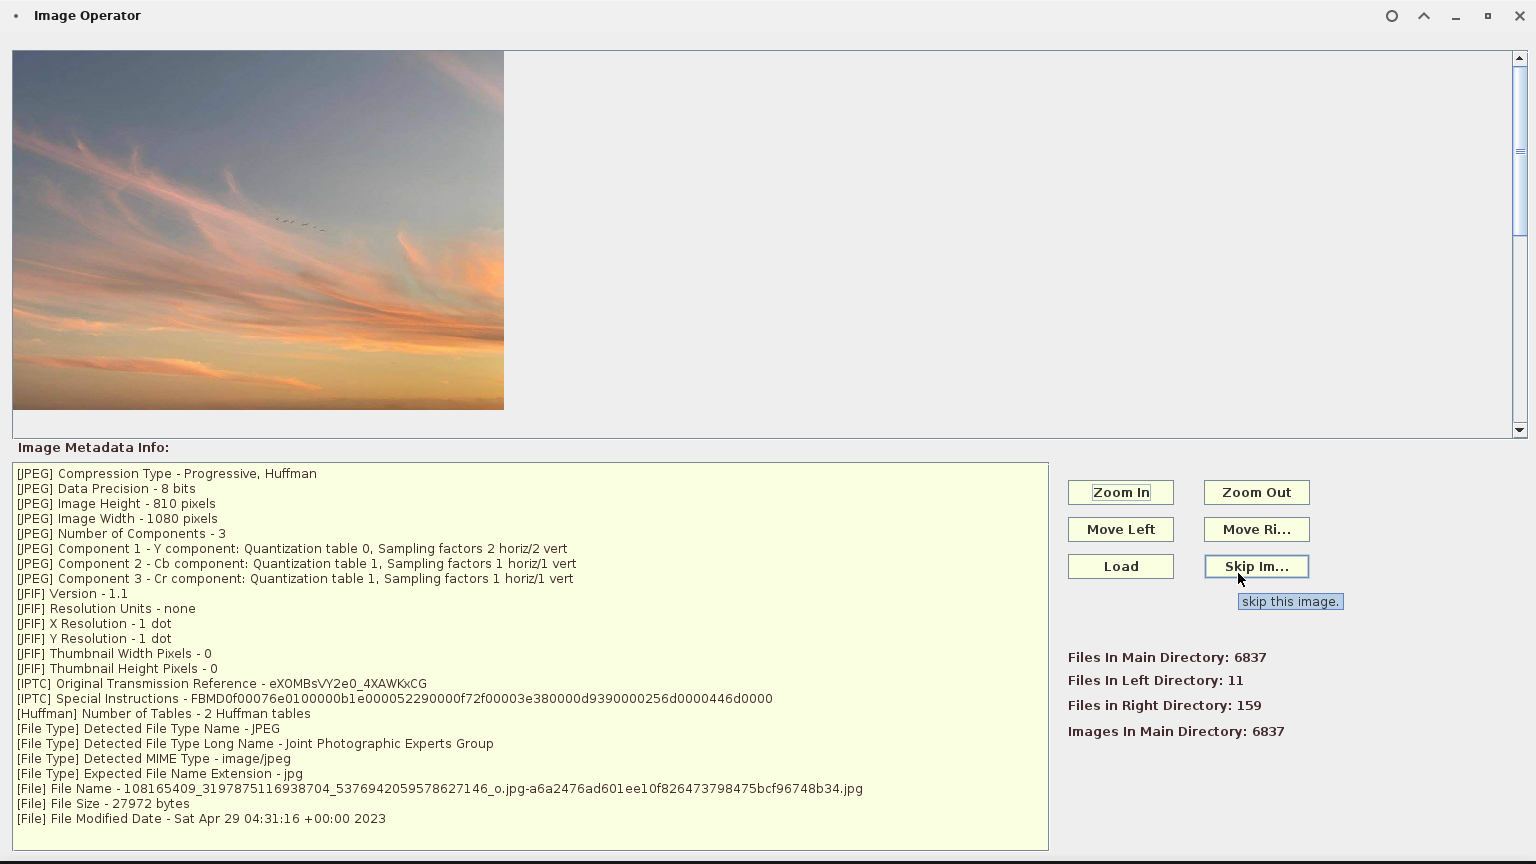 Image Operator
Image Metadata Info:
[JPEG] Compression Type - Progressive, Huffman
[JPEG] Data Precision - 8 bits
[JPEG] Image Height - 810 pixels
[JPEG] Image Width - 1080 pixels
[JPEG] Number of Components - 3
[JPEG] Component 1 - Y component: Quantization table 0, Sampling factors 2 horiz/2 vert
[JPEG] Component 2 - Cb component: Quantization table 1, Sampling factors 1 horiz/1 vert
[JPEG] Component 3 - Cr component: Quantization table 1, Sampling factors 1 horiz/1 vert
[JFIF] Version - 1.1
[JFIF] Resolution Units - none
[JFIF] X Resolution - 1 dot
[JFIF] Y Resolution - 1 dot
[JFIF] Thumbnail Width Pixels - 0
[JFIF] Thumbnail Height Pixels - 0
[IPTC] Original Transmission Reference - eXOMBsVY2e0_4XAWKxCG
[IPTC] Special Instructions - FBMD0f00076e0100000b1e000052290000f72f00003e380000d9390000256d0000446d0000
[Huffman] Number of Tables - 2 Huffman tables
[File Type] Detected File Type Name - JPEG
[File Type] Detected File Type Long Name - Joint Photographic Experts Group
[File Type] Detected MIME Type - image/jpeg
[File Type] Expected File Name Extension - jpg
[File] File Name - 108165409_3197875116938704_5376942059578627146_o.jpg-a6a2476ad601ee10f826473798475bcf96748b34.jpg
[File] File Size - 27972 bytes
[File] File Modified Date - Sat Apr 29 04:31:16 +00:00 2023
Zoom In
Zoom Out
Move Left
Move Ri...
Load
Skip Im...
skip this image.
Files In Main Directory: 6837
Files In Left Directory: 11
Files in Right Directory: 159
Images In Main Directory: 6837